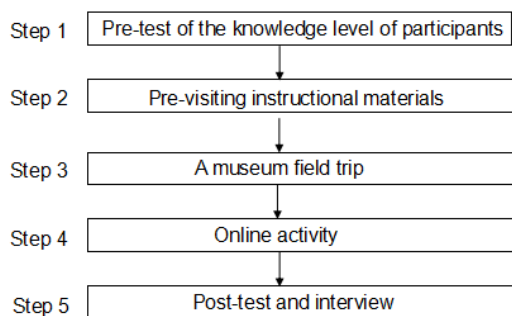 Step 1 Pre-test of the knowledge level of participants
Step 2 Pre-visiting instructional materials
Step 3 A museum field trip
Step 4 Online activity
Step 5 Post-test and interview